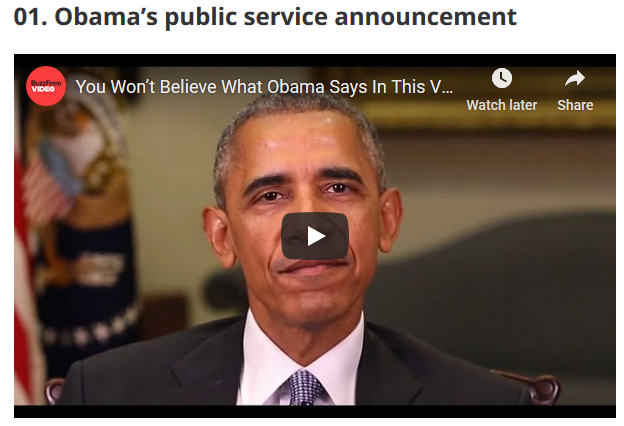 01. Obama’s public service announcement
BuzzFeeD
VIDEO
You Won’t Believe What Obama Says In This V...
Watch later
Share